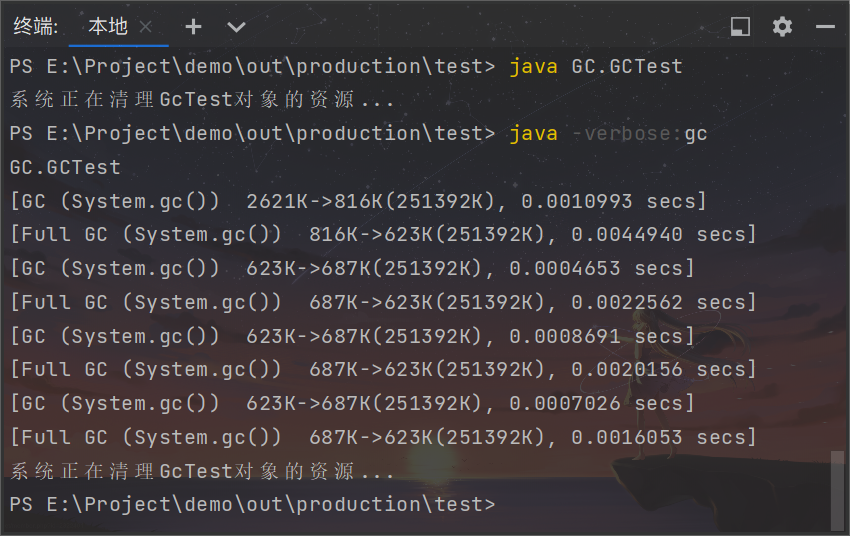 终端: 本地
PS E:\Project\demo\out\production\test> java GC.GCTest
系统正在清理GcTest对象的资源...
PS E:\Project\demo\out\production\test> java -verbose:gc
GC.GCTest
[GC (System.gc())  2621K->816K(251392K), 0.0010993 secs]
[Full GC (System.gc())  816K->623K(251392K), 0.0044940 secs]
[GC (System.gc())  623K->687K(251392K), 0.0004653 secs]
[Full GC (System.gc())  687K->623K(251392K), 0.0022562 secs]
[GC (System.gc())  623K->687K(251392K), 0.0008691 secs]
[Full GC (System.gc())  687K->623K(251392K), 0.0020156 secs]
[GC (System.gc())  623K->687K(251392K), 0.0007026 secs]
[Full GC (System.gc())  687K->623K(251392K), 0.0016053 secs]
系统正在清理GcTest对象的资源...
PS E:\Project\demo\out\production\test>